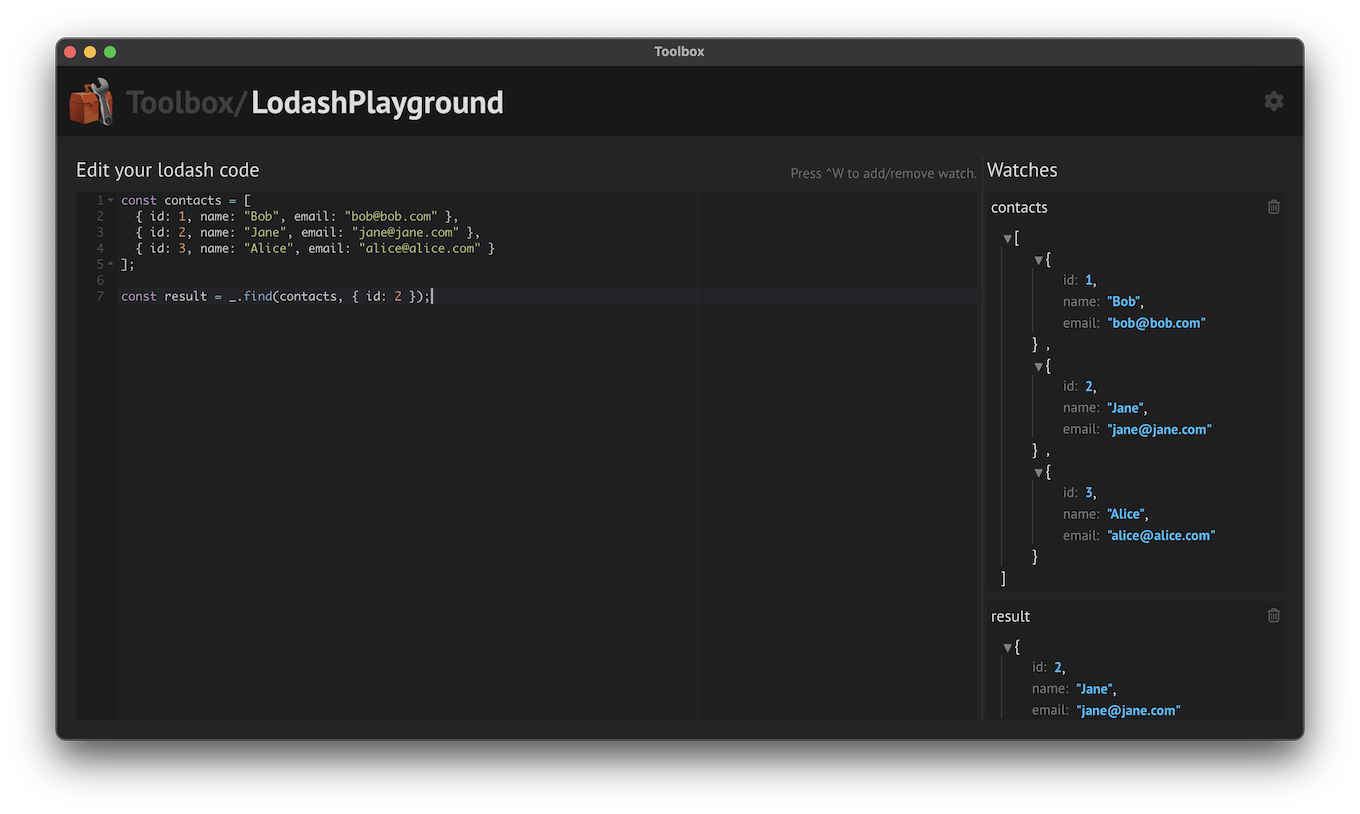 Toolbox
Toolbox/LodashPlayground
Edit your lodash code
Press ^W to add/remove watch.
1 const contacts = [
2 { id: 1, name: "Bob", email: "bob@bob.com" },
3 { id: 2, name: "Jane", email: "jane@jane.com" },
4 { id: 3, name: "Alice", email: "alice@alice.com" }
5 ];
6
7 const result = _.find(contacts, { id: 2 });
Watches
contacts
[
{
id: 1,
name: "Bob",
email: "bob@bob.com"
} ,
{
id: 2,
name: "Jane",
email: "jane@jane.com"
} ,
{
id: 3,
name: "Alice",
email: "alice@alice.com"
}
]
result
{
id: 2,
name: "Jane",
email: "jane@jane.com"